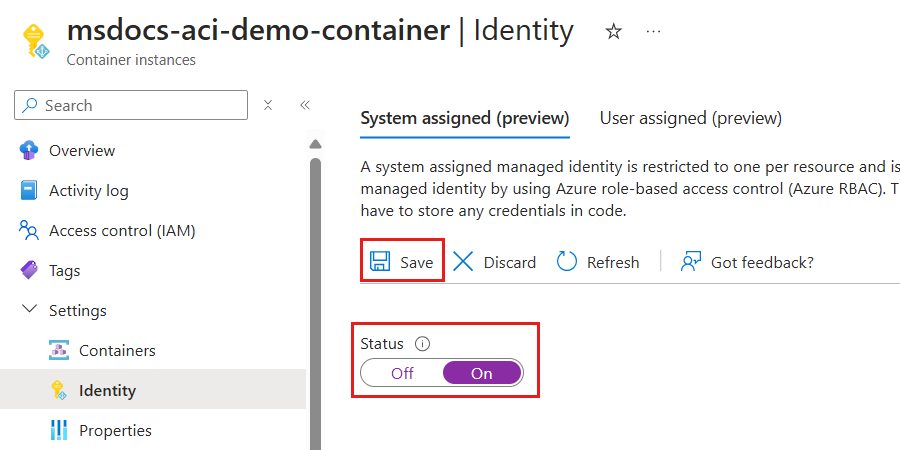 msdocs-aci-demo-container | Identity
Container instances
Search
Overview
Activity log
Access control (IAM)
Tags
Settings
Containers
Identity
Properties
System assigned (preview) User assigned (preview)
A system assigned managed identity is restricted to one per resource and is
managed identity by using Azure role-based access control (Azure RBAC). T
have to store any credentials in code.
Save Discard Refresh Got feedback?
Status
Off On